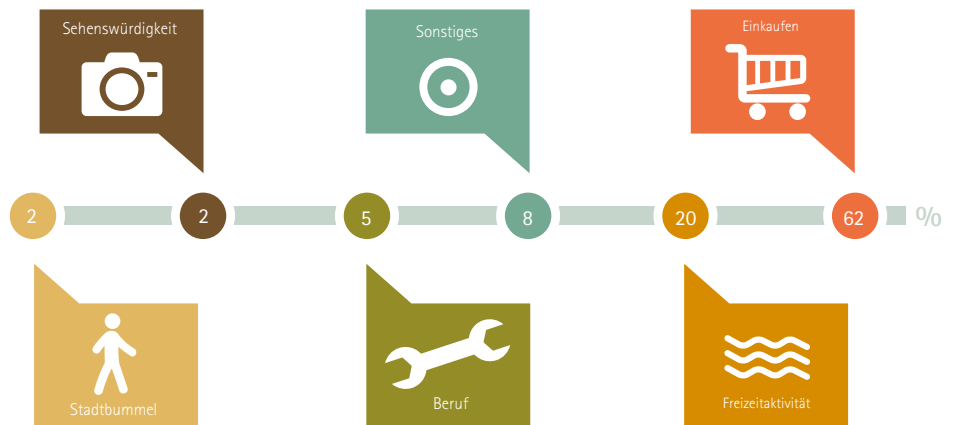 Sehenswürdigkeit
Sonstiges
Einkaufen
2 2 5 8 20 62 %
Stadtbummel
Beruf
Freizeitaktivität